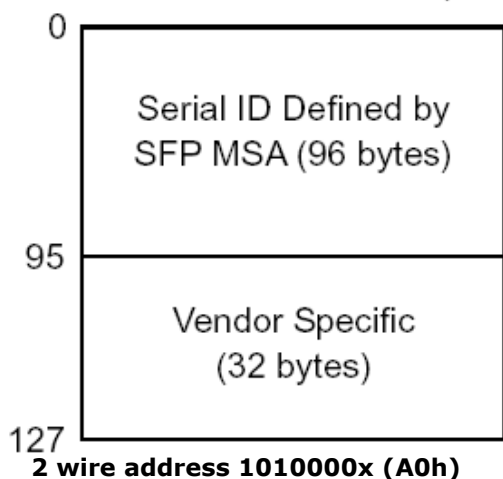 0
Serial ID Defined by
SFP MSA (96 bytes)
95
Vendor Specific
(32 bytes)
127
2 wire address 1010000x (A0h)